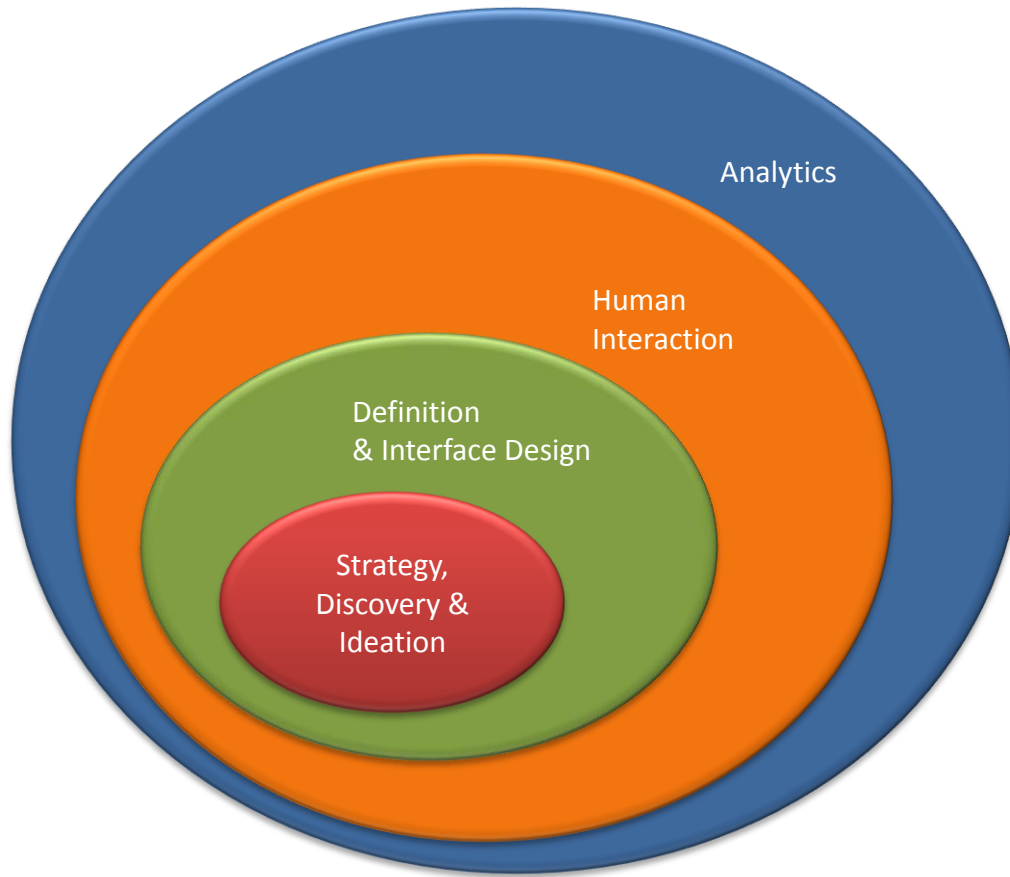 Analytics
Human
Interaction
Definition
& Interface Design
Strategy,
Discovery &
Ideation